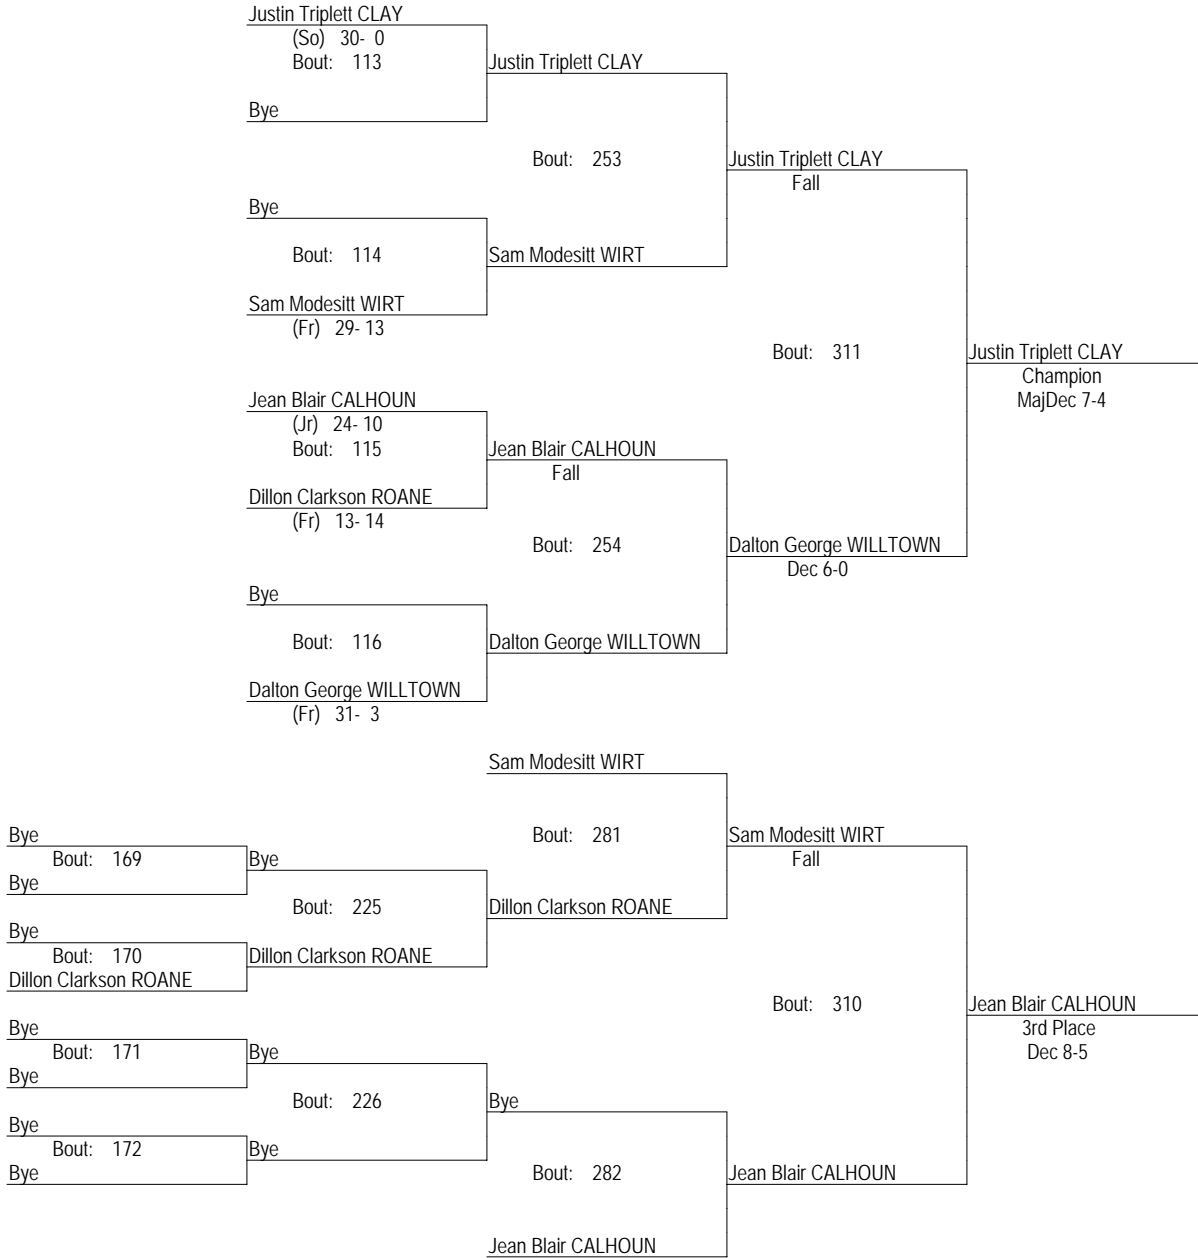 Justin Triplett CLAY
(So) 30- 0
Bout: 113
Justin Triplett CLAY
Bye
Bout: 253
Justin Triplett CLAY
Fall
Bye
Bout: 114
Sam Modesitt WIRT
Sam Modesitt WIRT
(Fr) 29- 13
Bout: 311
Justin Triplett CLAY
Champion
MajDec 7-4
Jean Blair CALHOUN
(Jr) 24- 10
Bout: 115
Jean Blair CALHOUN
Fall
Dillon Clarkson ROANE
(Fr) 13- 14
Bout: 254
Dalton George WILLTOWN
Dec 6-0
Bye
Bout: 116
Dalton George WILLTOWN
Dalton George WILLTOWN
(Fr) 31- 3
Sam Modesitt WIRT
Bye
Bout: 281
Sam Modesitt WIRT
Bout: 169
Bye
Fall
Bye
Bout: 225
Dillon Clarkson ROANE
Bye
Bout: 170
Dillon Clarkson ROANE
Dillon Clarkson ROANE
Bout: 310
Jean Blair CALHOUN
3rd Place
Dec 8-5
Bye
Bout: 171
Bye
Bye
Bout: 226
Bye
Bye
Bout: 172
Bye
Bye
Bout: 282
Jean Blair CALHOUN
Jean Blair CALHOUN